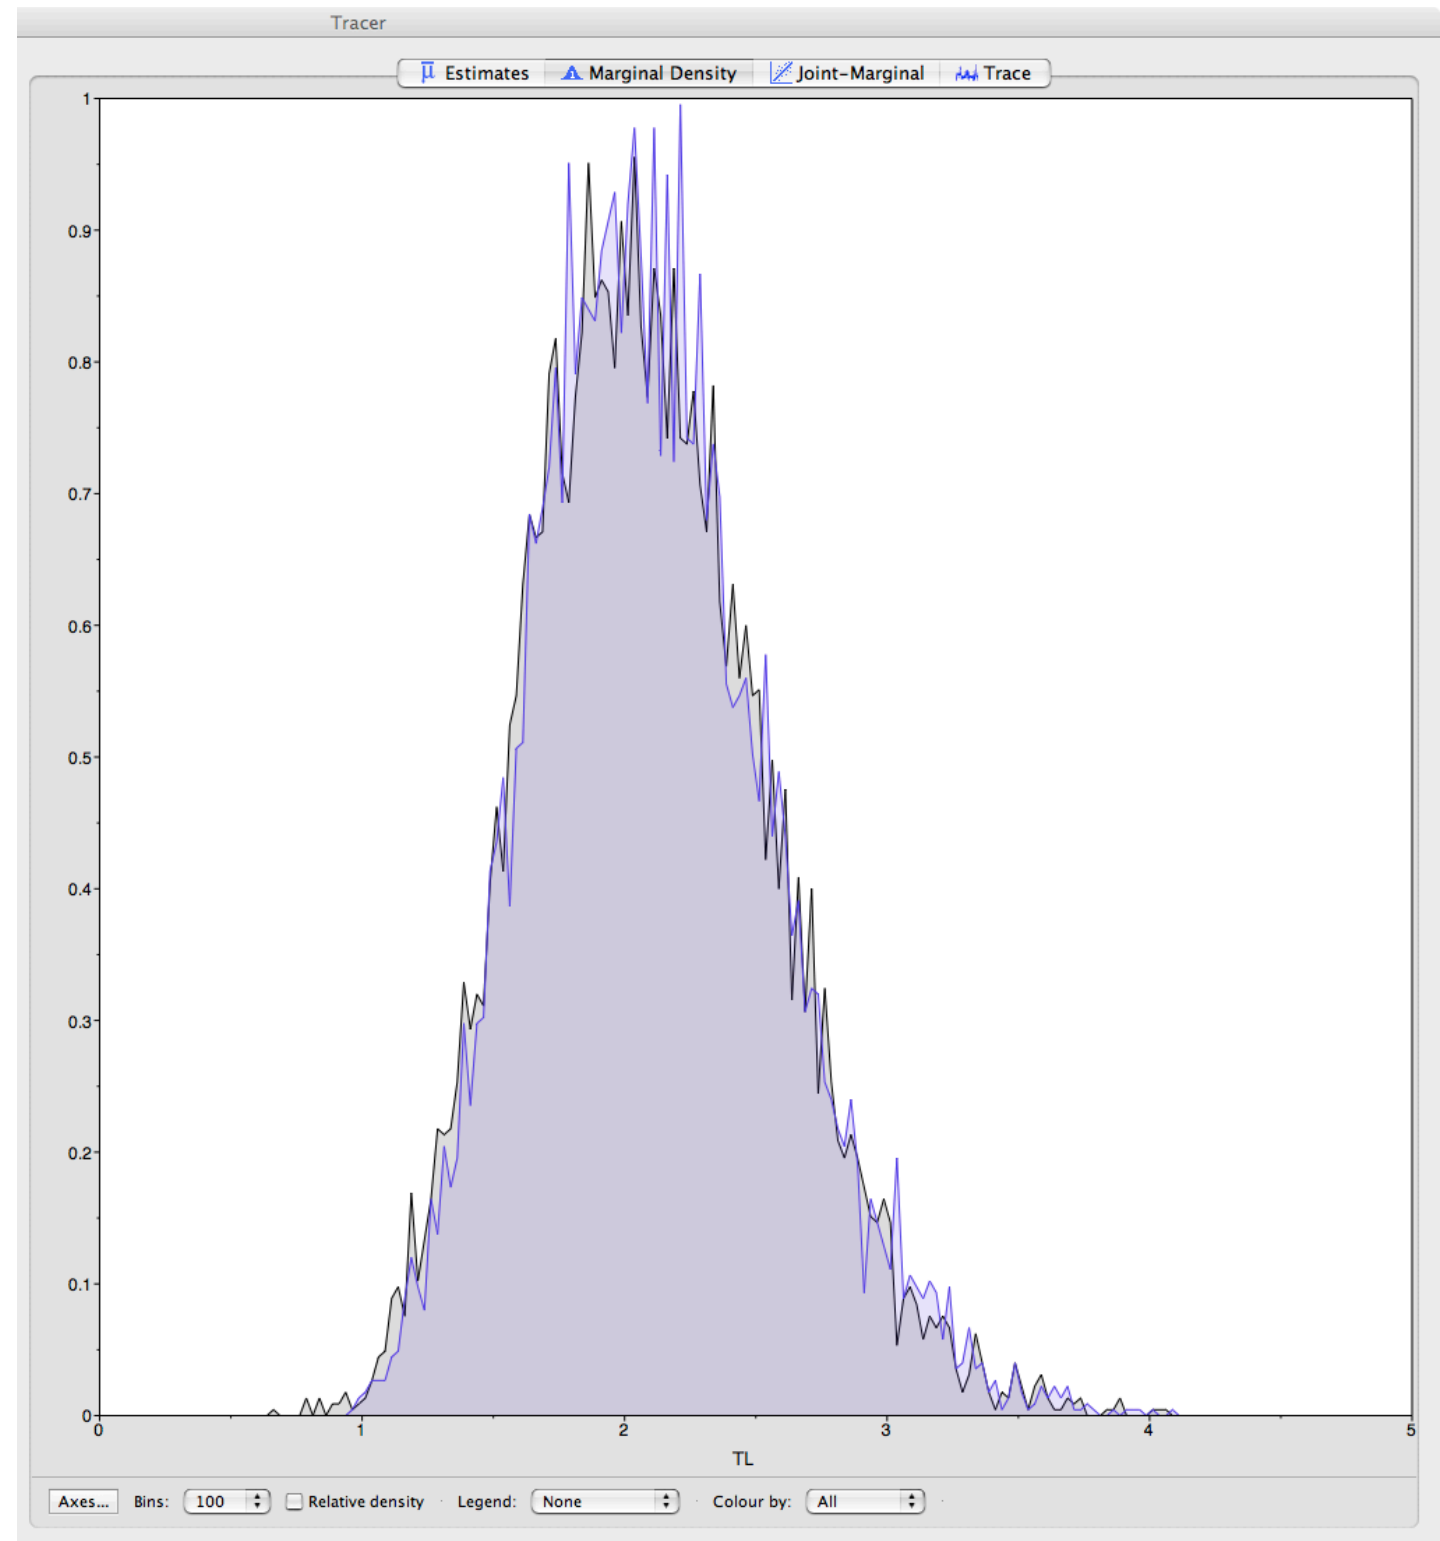 Tracer
μ Estimates Marginal Density Joint-Marginal Trace
1
0.9
0.8
0.7
0.6
0.5
0.4
0.3
0.2
0.1
0
0 1 2 3 4 5
TL
Axes... Bins: 100 Relative density Legend: None Colour by: All